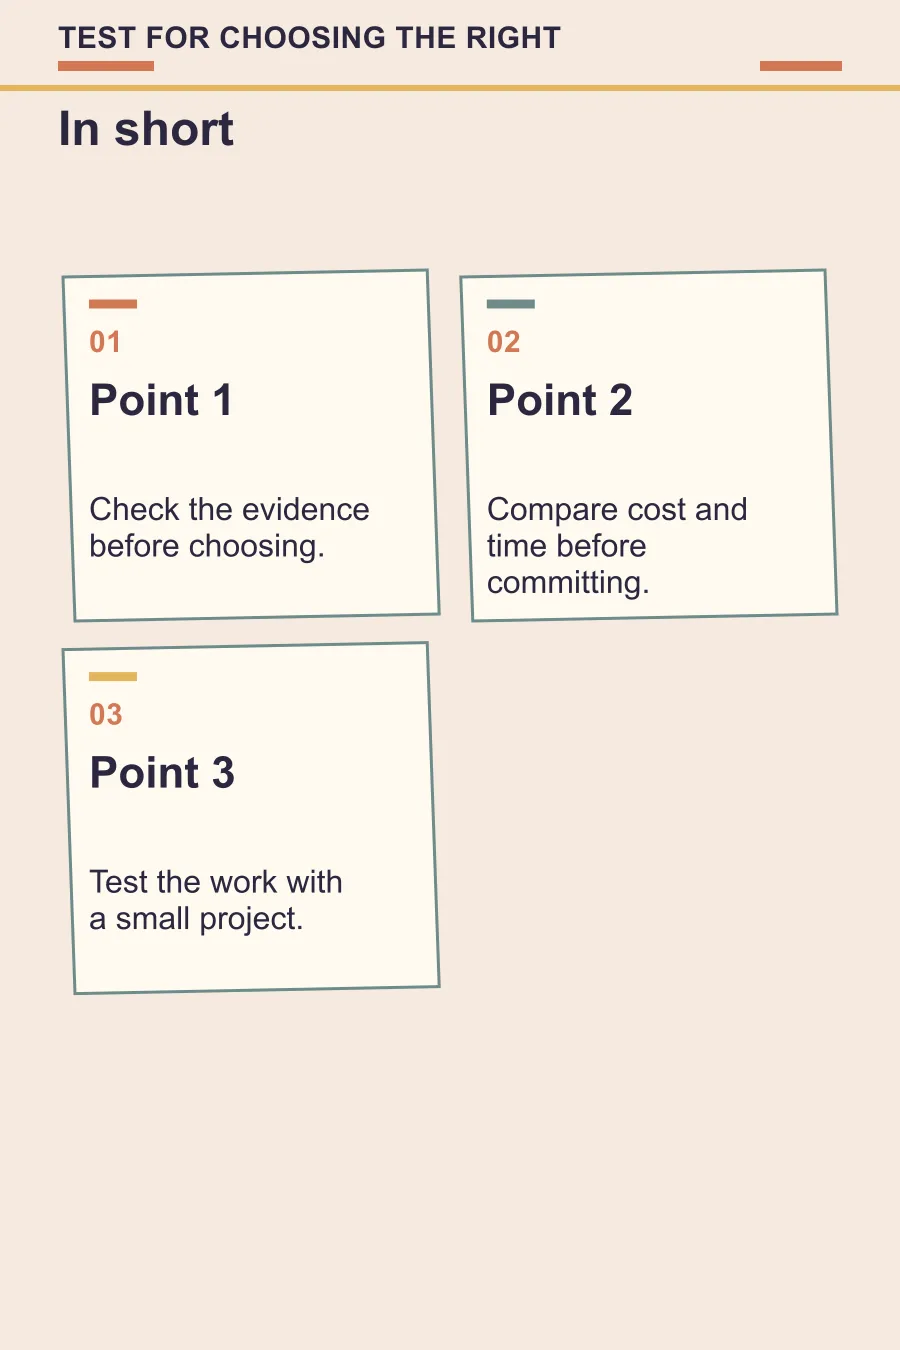 TEST FOR CHOOSING THE RIGHT
In short
01
Point 1
Check the evidence
before choosing.
02
Point 2
Compare cost and
time before
committing.
03
Point 3
Test the work with
a small project.